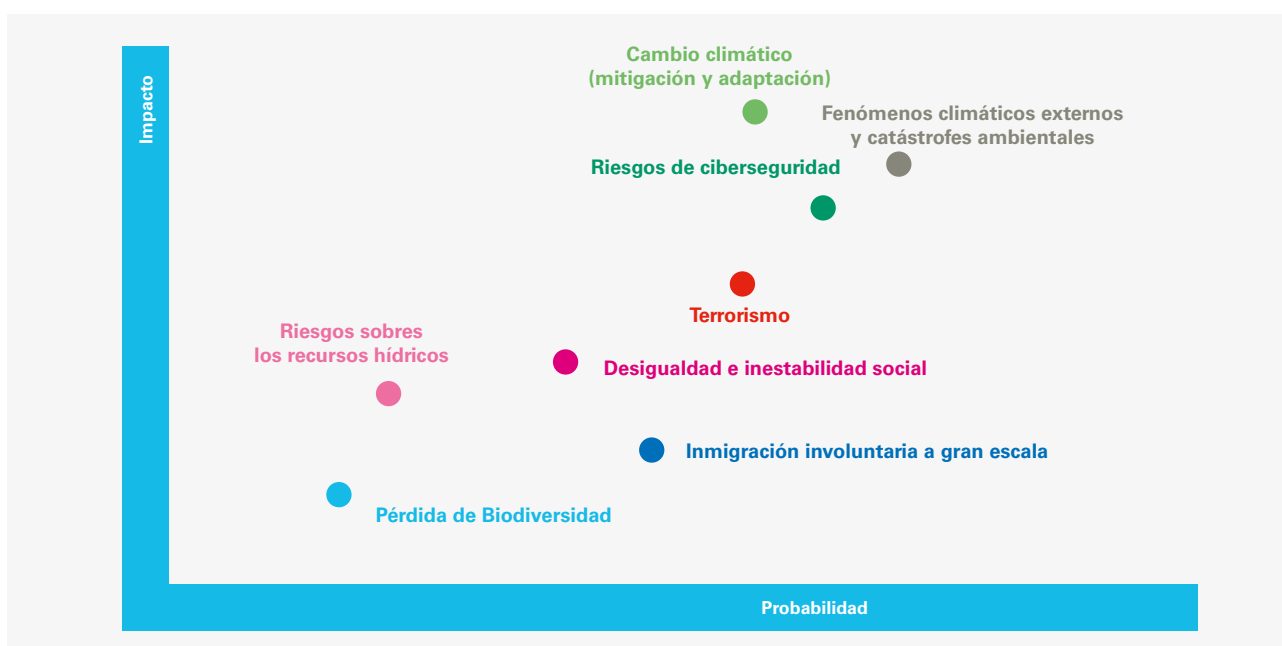 Impacto
Cambio climático
(mitigación y adaptación)
Fenómenos climáticos externos
y catástrofes ambientales
Riesgos de ciberseguridad
Terrorismo
Riesgos sobres
los recursos hídricos
Desigualdad e inestabilidad social
Inmigración involuntaria a gran escala
Pérdida de Biodiversidad
Probabilidad